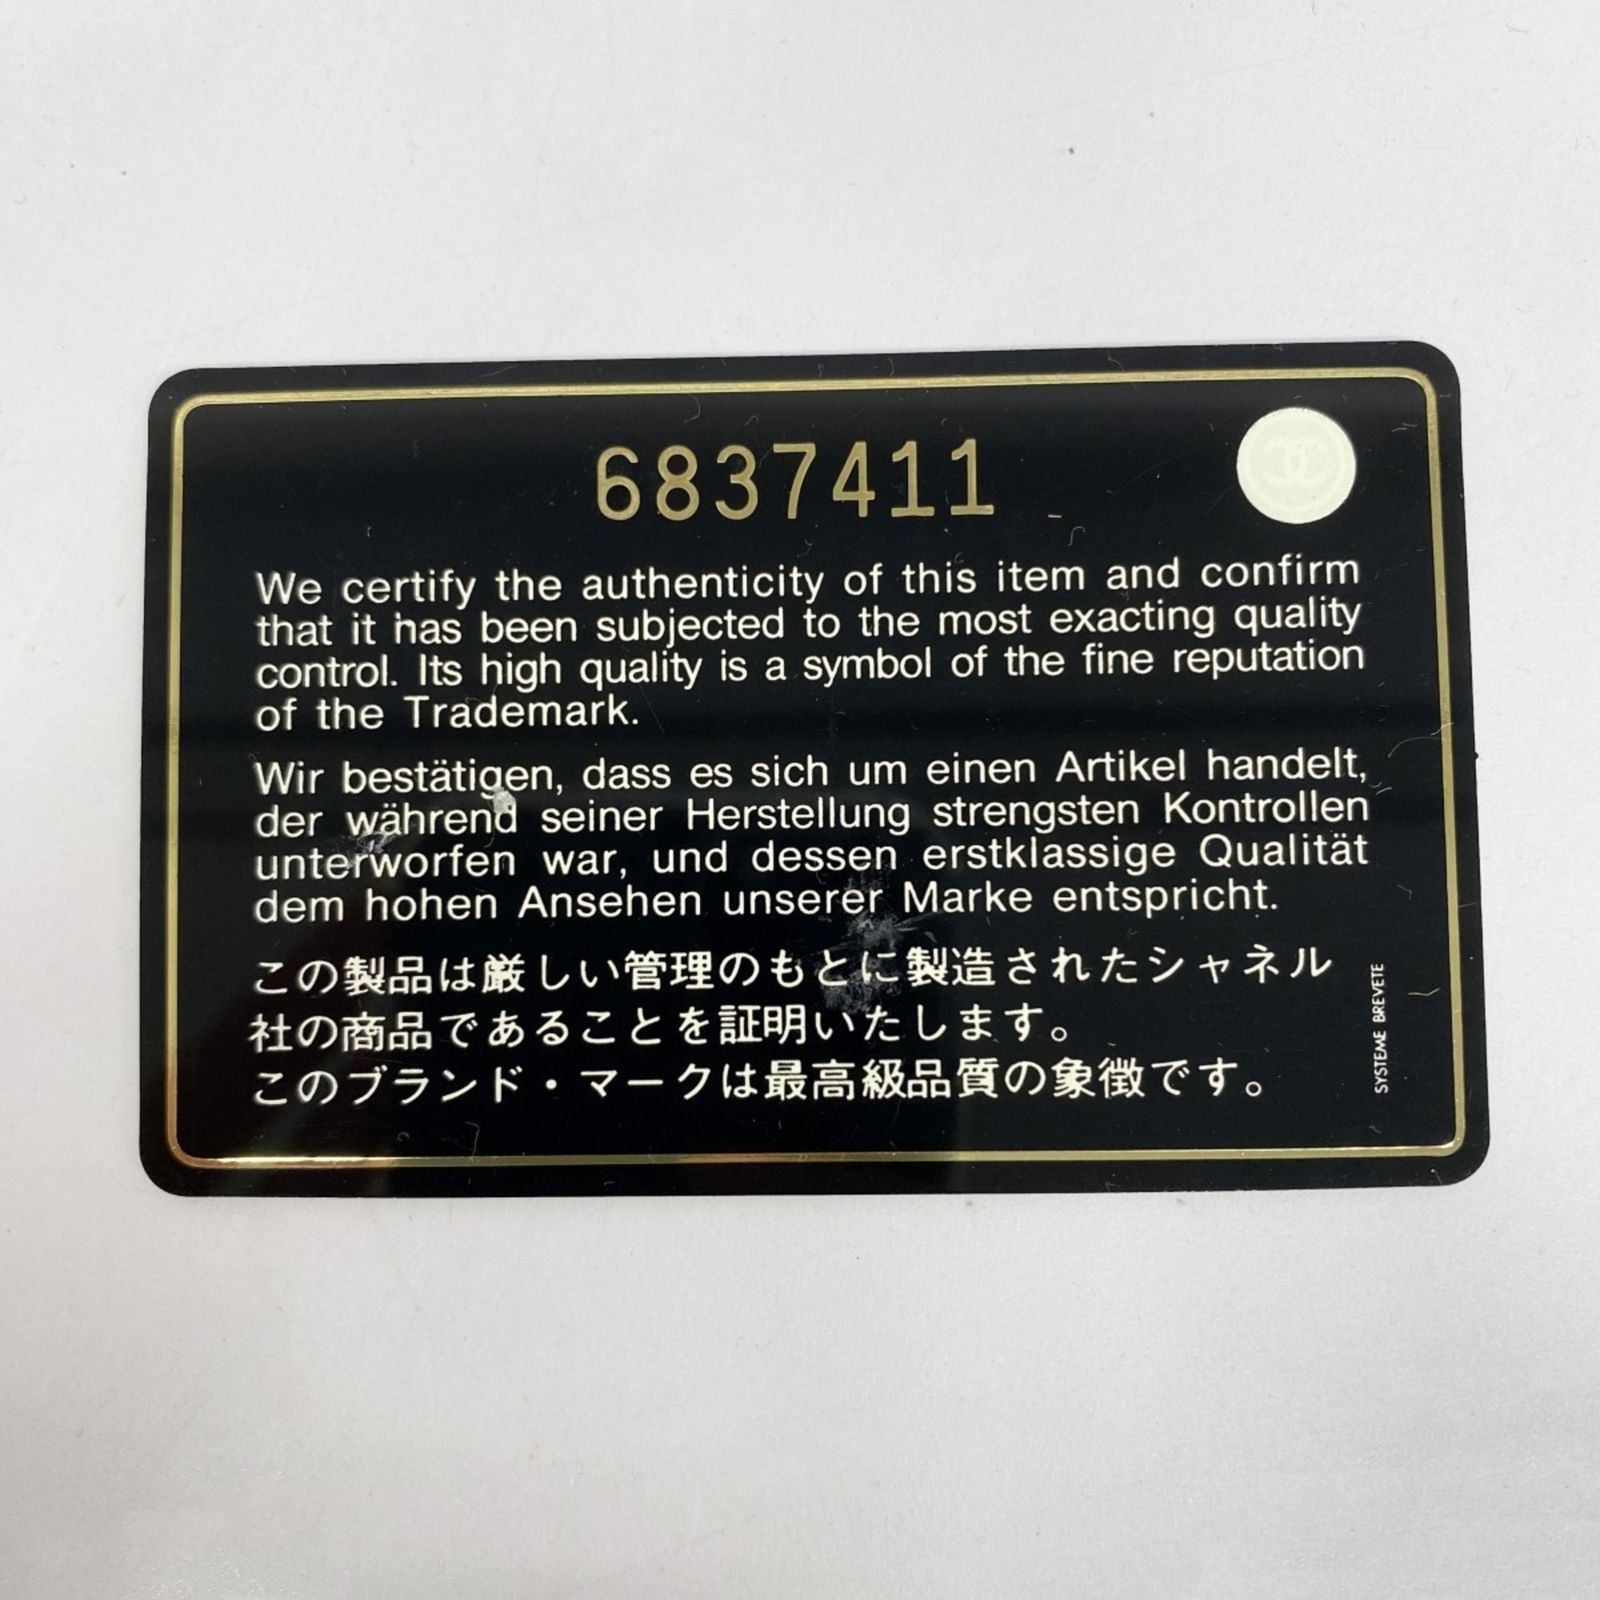 6837411
We certify the authenticity of this item and confirm
that it has been subjected to the most exacting quality
control. Its high quality is a symbol of the fine reputation
of the Trademark.
Wir bestätigen, dass es sich um einen Artikel handelt,
der während seiner Herstellung strengsten Kontrollen
unterworfen war, und dessen erstklassige Qualität
dem hohen Ansehen unserer Marke entspricht.
この製品は厳しい管理のもとに製造されたシャネル
社の商品であることを証明いたします。
このブランド・マークは最高級品質の象徴です。
SYSTEME BREVETE